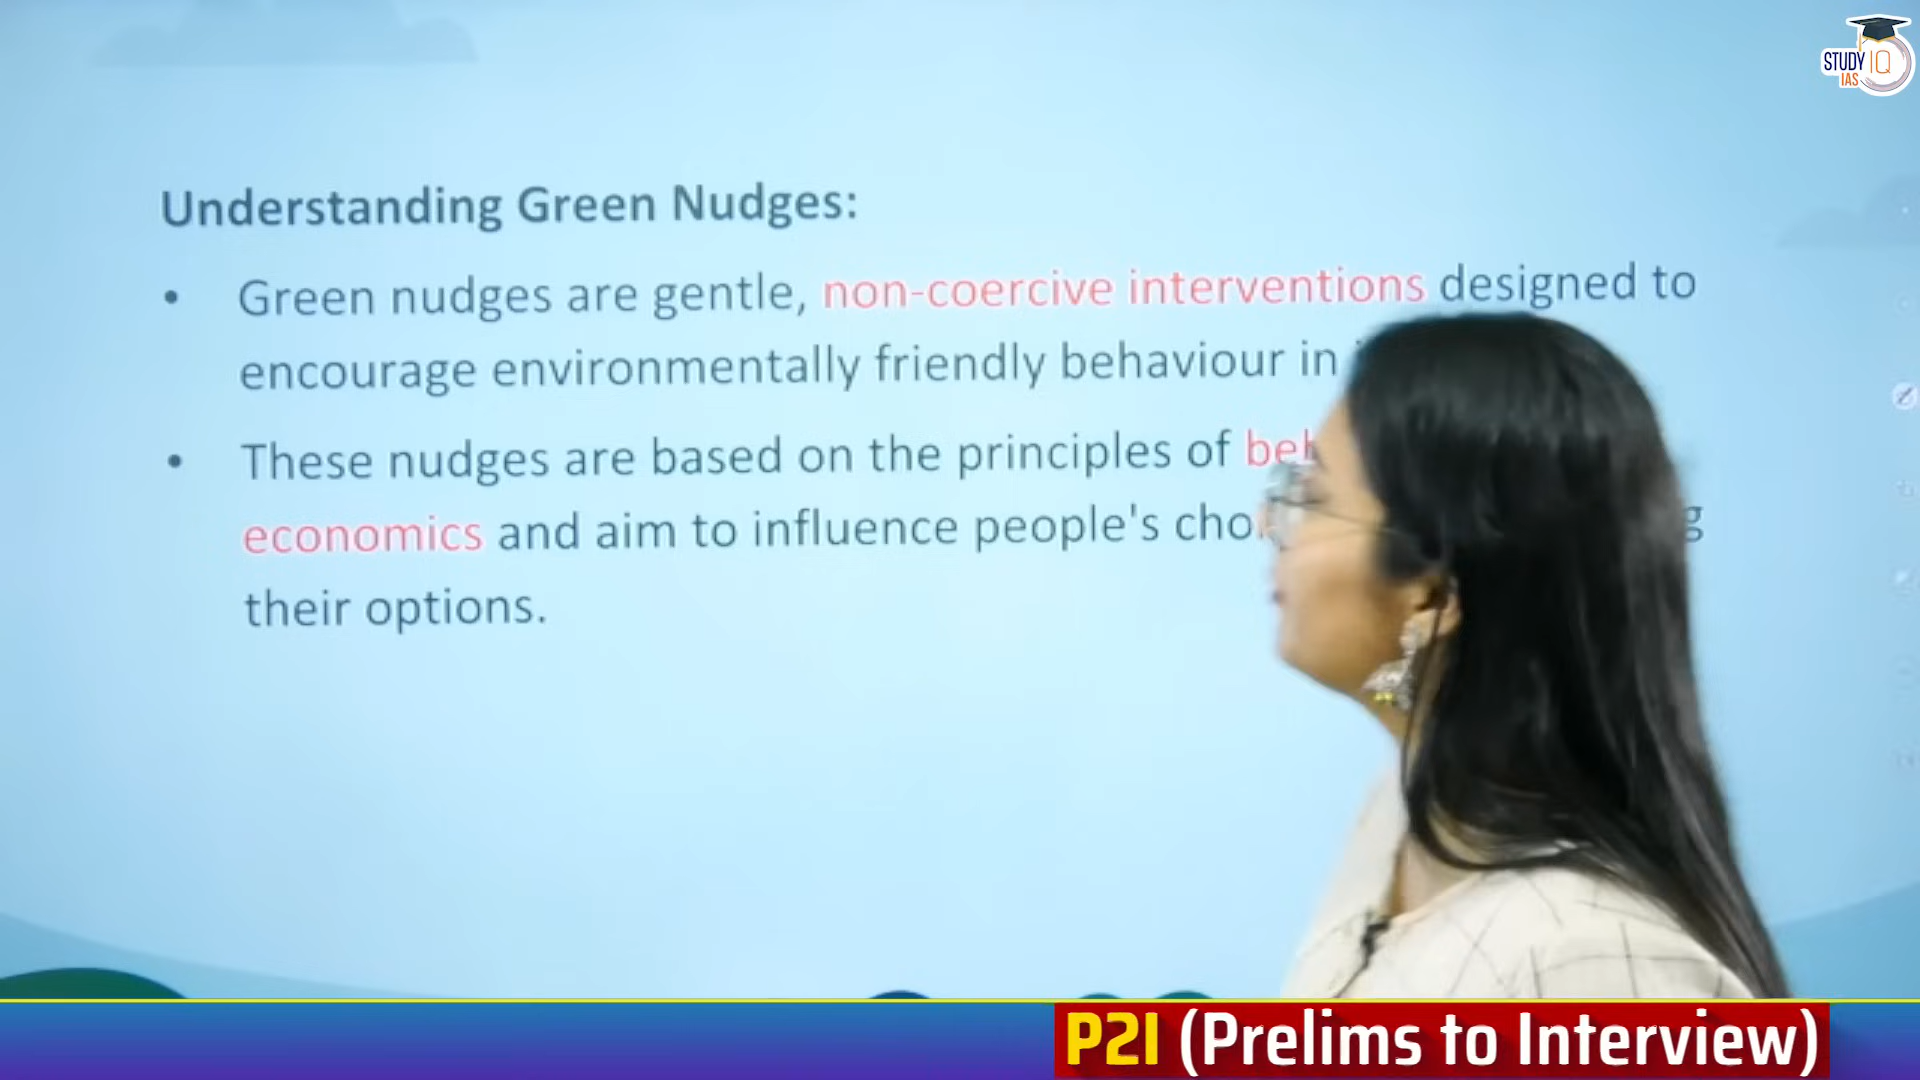 STUDY IQ
IAS
Understanding Green Nudges:
• Green nudges are gentle, non-coercive interventions designed to
encourage environmentally friendly behaviour in
• These nudges are based on the principles of
economics and aim to influence people's
their options.
P2I (Prelims to Interview)